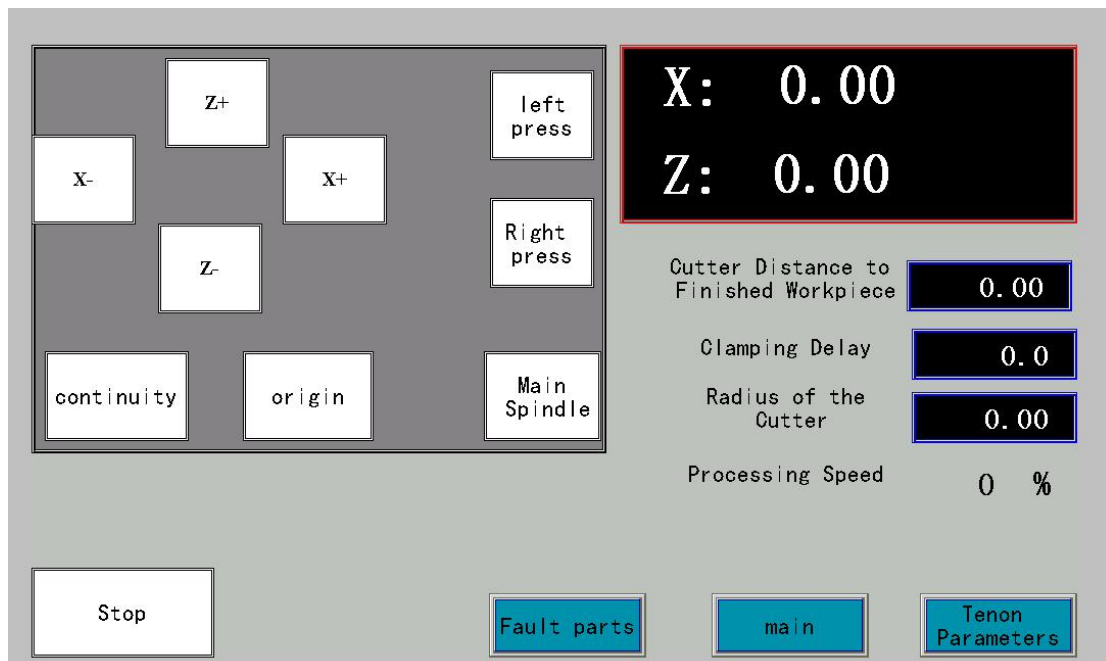 Z+
X-
X+
Z-
left
press
Right
press
continuity
origin
Main
Spindle
X: 0.00
Z: 0.00
Cutter Distance to
Finished Workpiece
0.00
Clamping Delay
0.0
Radius of the
Cutter
0.00
Processing Speed
0 %
Stop
Fault parts
main
Tenon
Parameters